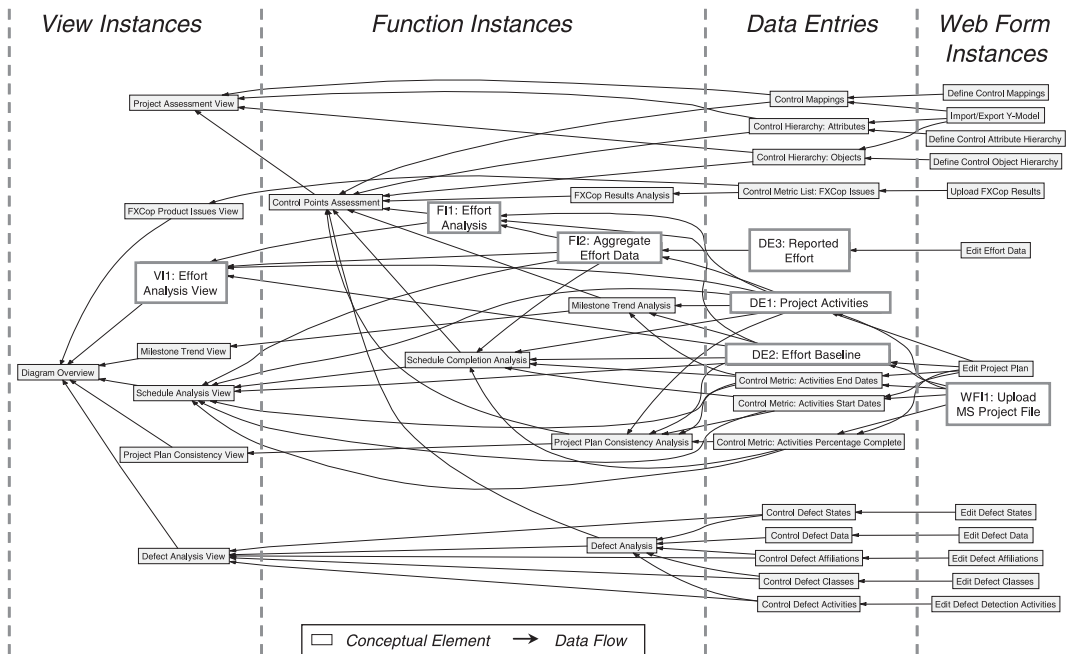 View Instances
Function Instances
Data Entries
Web Form
Instances
Project Assessment View
Control Mappings
Define Control Mappings
Import/Export Y-Model
Control Hierarchy: Attributes
Define Control Attribute Hierarchy
Control Hierarchy: Objects
Define Control Object Hierarchy
FXCop Product Issues View
Control Points Assessment
FXCop Results Analysis
Control Metric List: FXCop Issues
Upload FXCop Results
FI1: Effort
Analysis
FI2: Aggregate
Effort Data
DE3: Reported
Effort
Edit Effort Data
VI1: Effort
Analysis View
Milestone Trend Analysis
DE1: Project Activities
Milestone Trend View
Schedule Completion Analysis
DE2: Effort Baseline
Diagram Overview
Edit Project Plan
Schedule Analysis View
Control Metric: Activities End Dates
Control Metric: Activities Start Dates
WFI1: Upload
MS Project File
Project Plan Consistency View
Project Plan Consistency Analysis
Control Metric: Activities Percentage Complete
Control Defect States
Edit Defect States
Control Defect Data
Edit Defect Data
Defect Analysis View
Defect Analysis
Control Defect Affiliations
Edit Defect Affiliations
Control Defect Classes
Edit Defect Classes
Control Defect Activities
Edit Defect Detection Activities
Conceptual Element
Data Flow